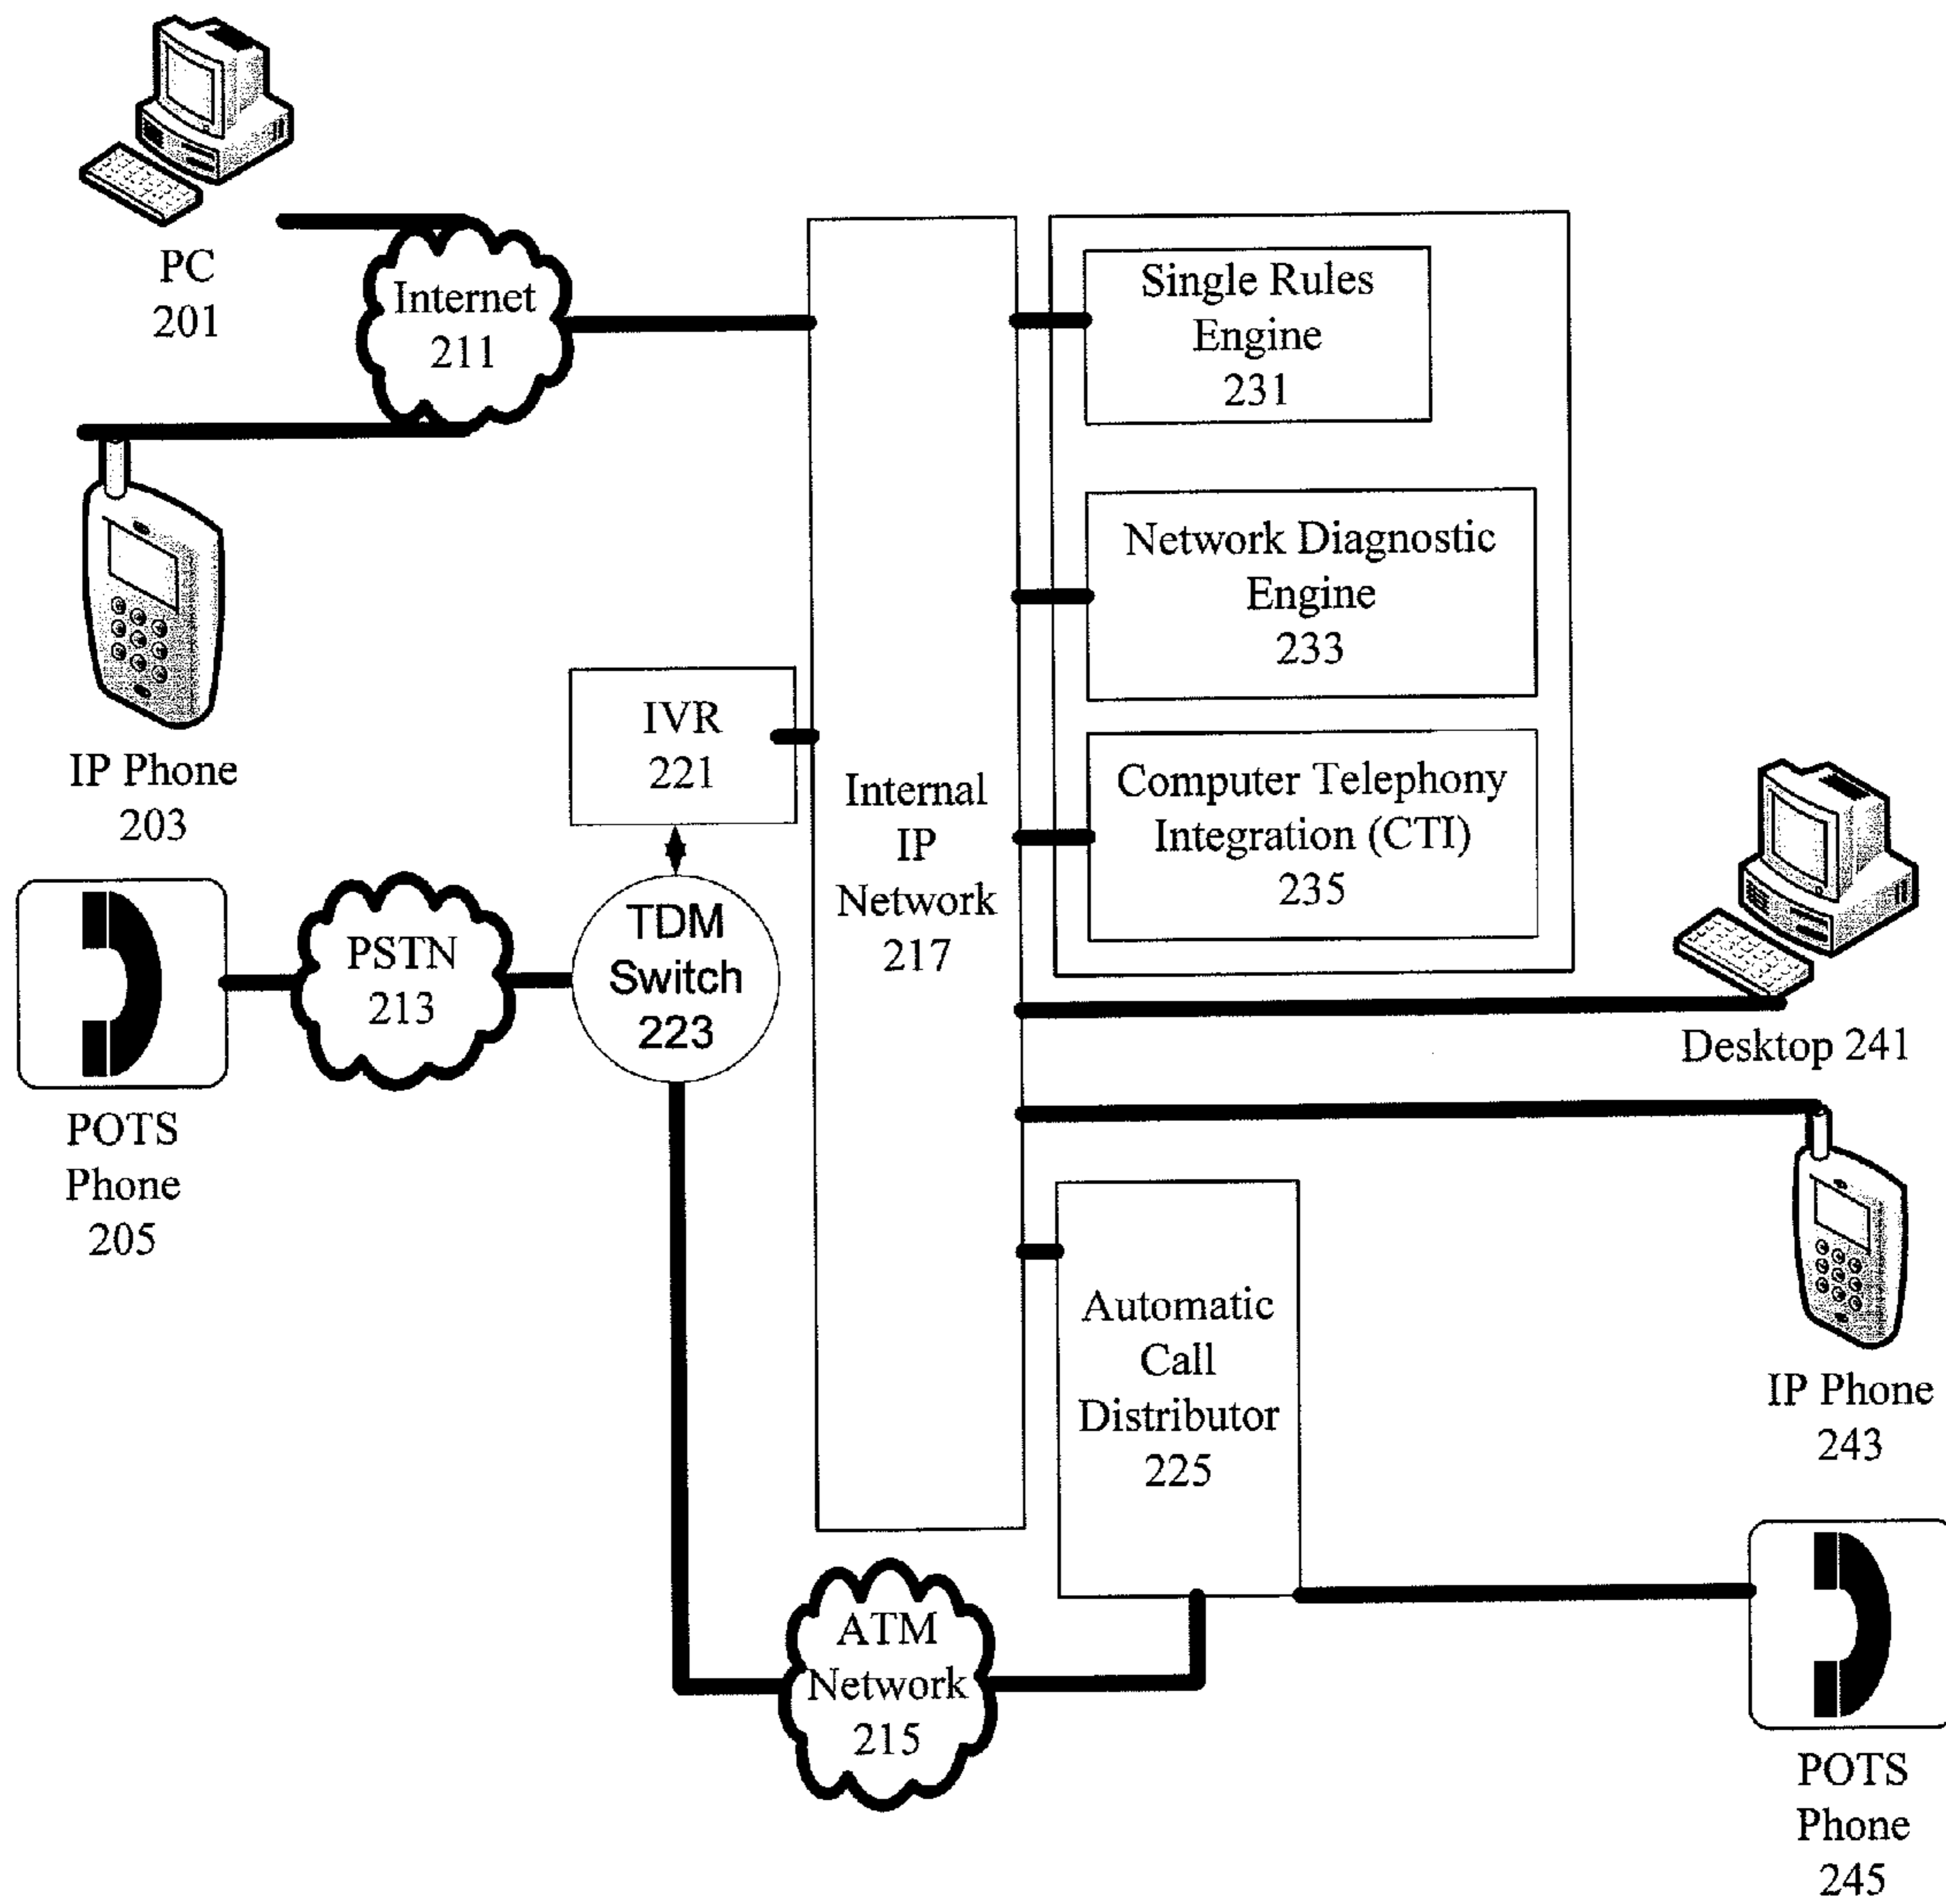 PC
201
Internet
211
IP Phone
203
POTS
Phone
205
PSTN
213
IVR
221
TDM
Switch
223
Internal
IP
Network
217
Single Rules
Engine
231
Network Diagnostic
Engine
233
Computer Telephony
Integration (CTI)
235
Desktop 241
IP Phone
243
Automatic
Call
Distributor
225
ATM
Network
215
POTS
Phone
245